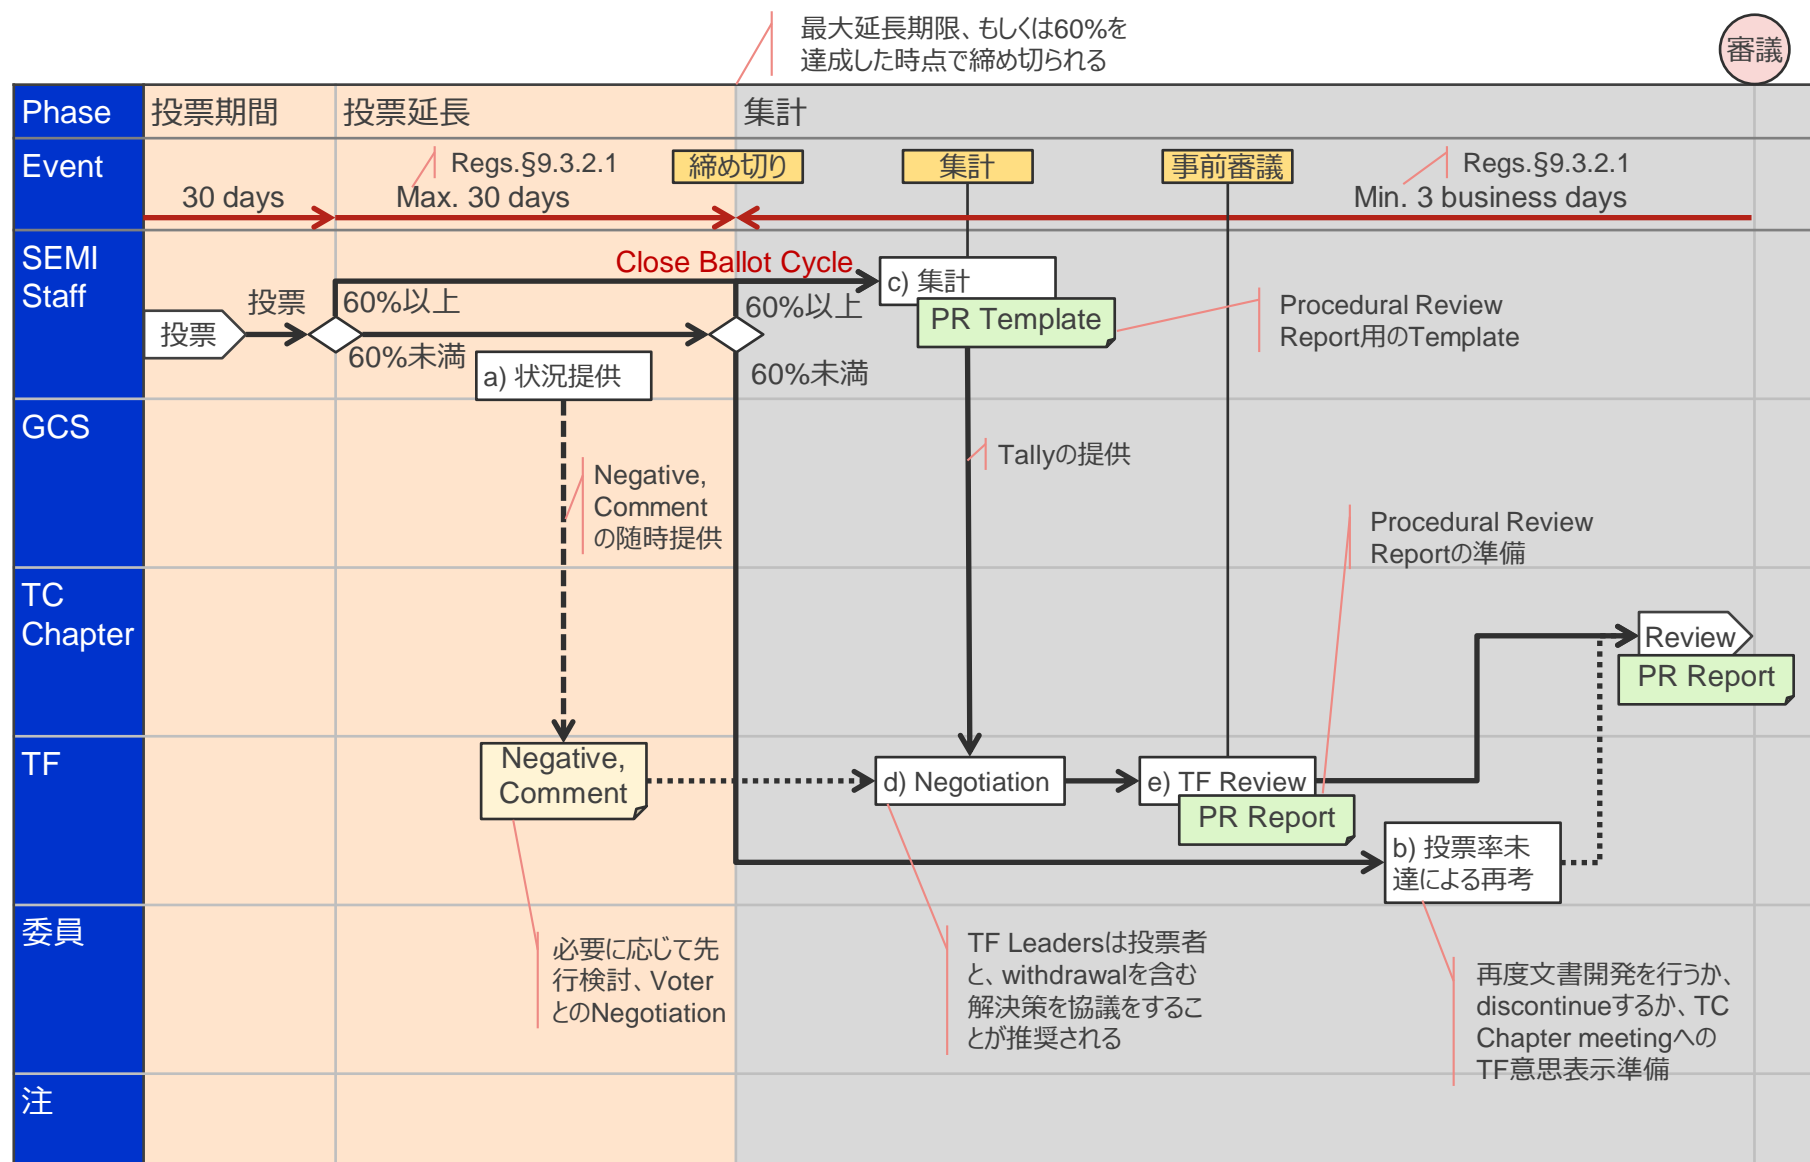 最大延長期限、もしくは60%を
達成した時点で締め切られる
審議
Phase
投票期間
投票延長
集計
Event
Regs.§9.3.2.1
締め切り
集計
事前審議
Regs.§9.3.2.1
30 days
Max. 30 days
Min. 3 business days
SEMI
Staff
投票
投票
60%以上
60%未満
Close Ballot Cycle
60%以上
60%未満
a) 状況提供
c) 集計
PR Template
Procedural Review
Report用のTemplate
GCS
Negative,
Comment
の随時提供
Tallyの提供
Procedural Review
Reportの準備
TC
Chapter
Review
PR Report
TF
Negative,
Comment
d) Negotiation
e) TF Review
PR Report
b) 投票率未
達による再考
委員
必要に応じて先
行検討、Voter
とのNegotiation
TF Leadersは投票者
と、withdrawalを含む
解決策を協議をするこ
とが推奨される
再度文書開発を行うか、
discontinueするか、TC
Chapter meetingへの
TF意思表示準備
注